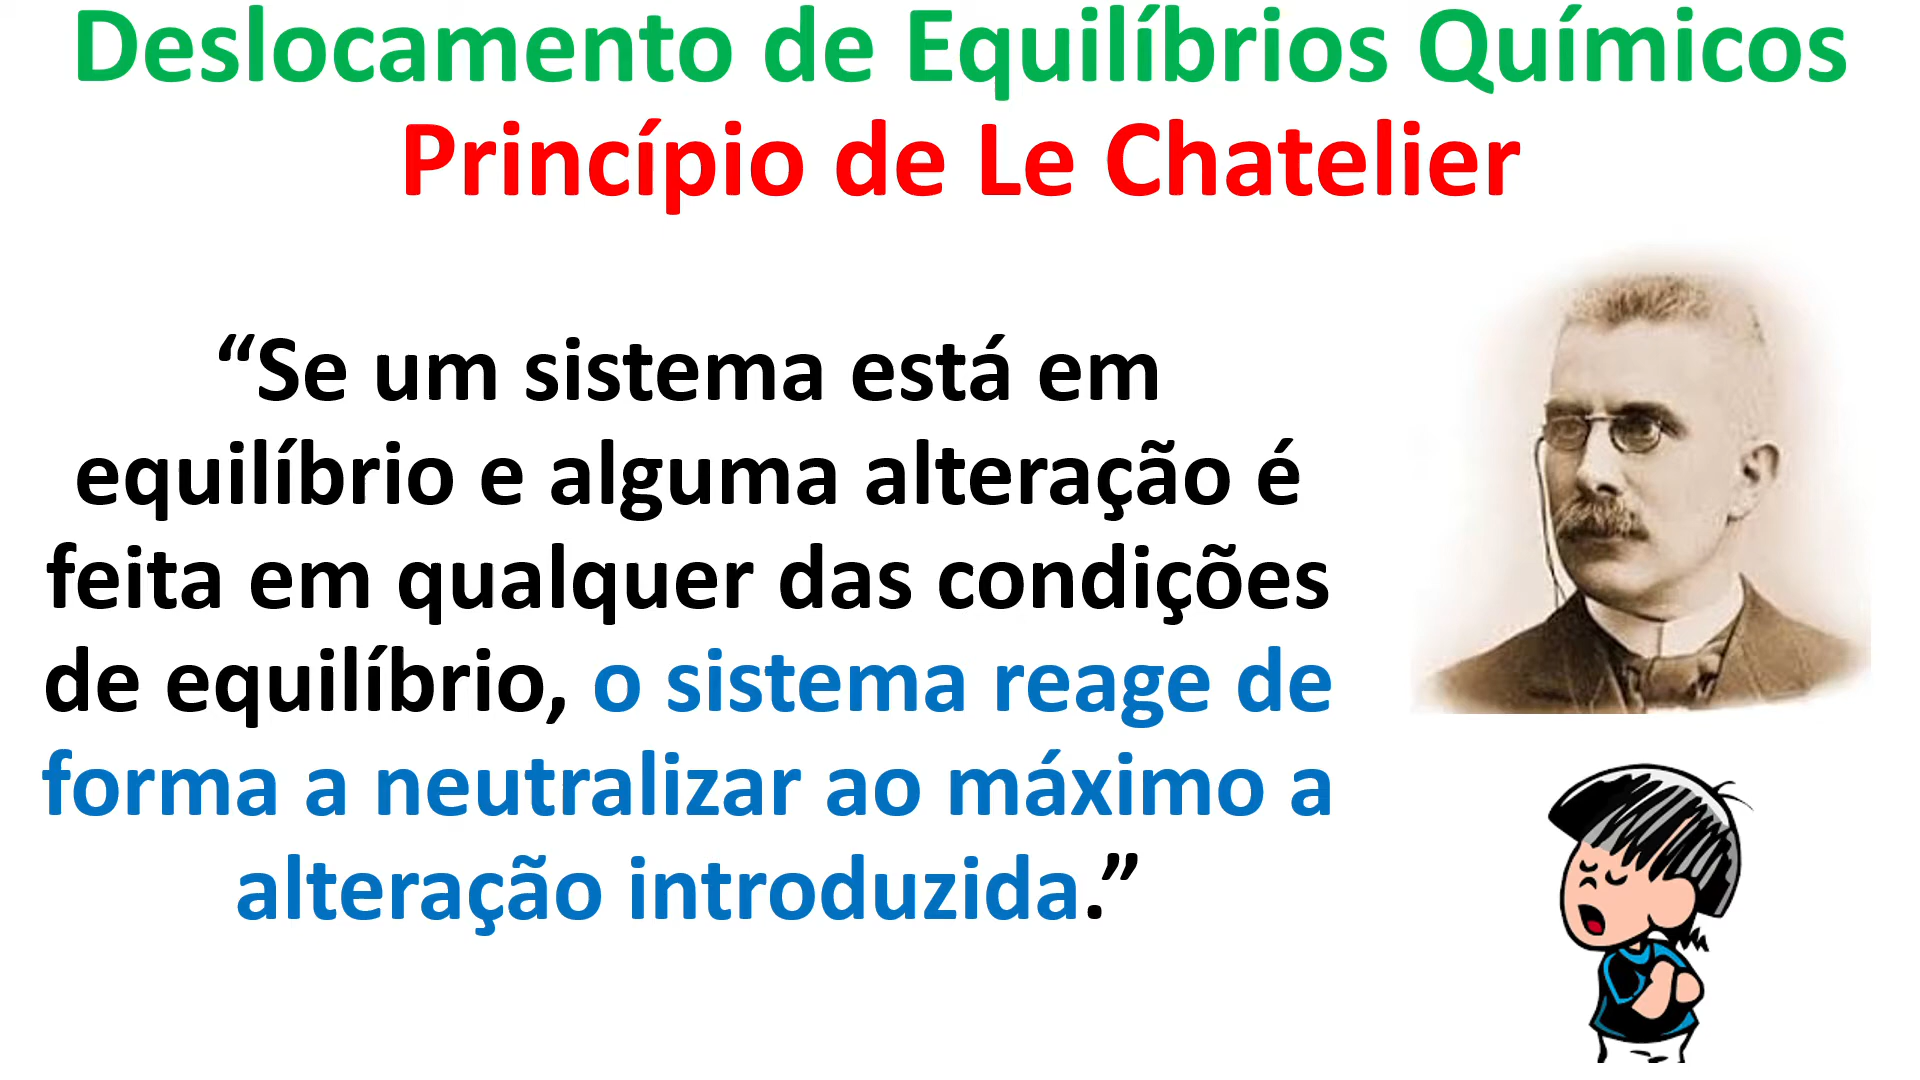 Deslocamento de Equilíbrios Químicos
Princípio de Le Chatelier
“Se um sistema está em
equilíbrio e alguma alteração é
feita em qualquer das condições
de equilíbrio, o sistema reage de
forma a neutralizar ao máximo a
alteração introduzida.”